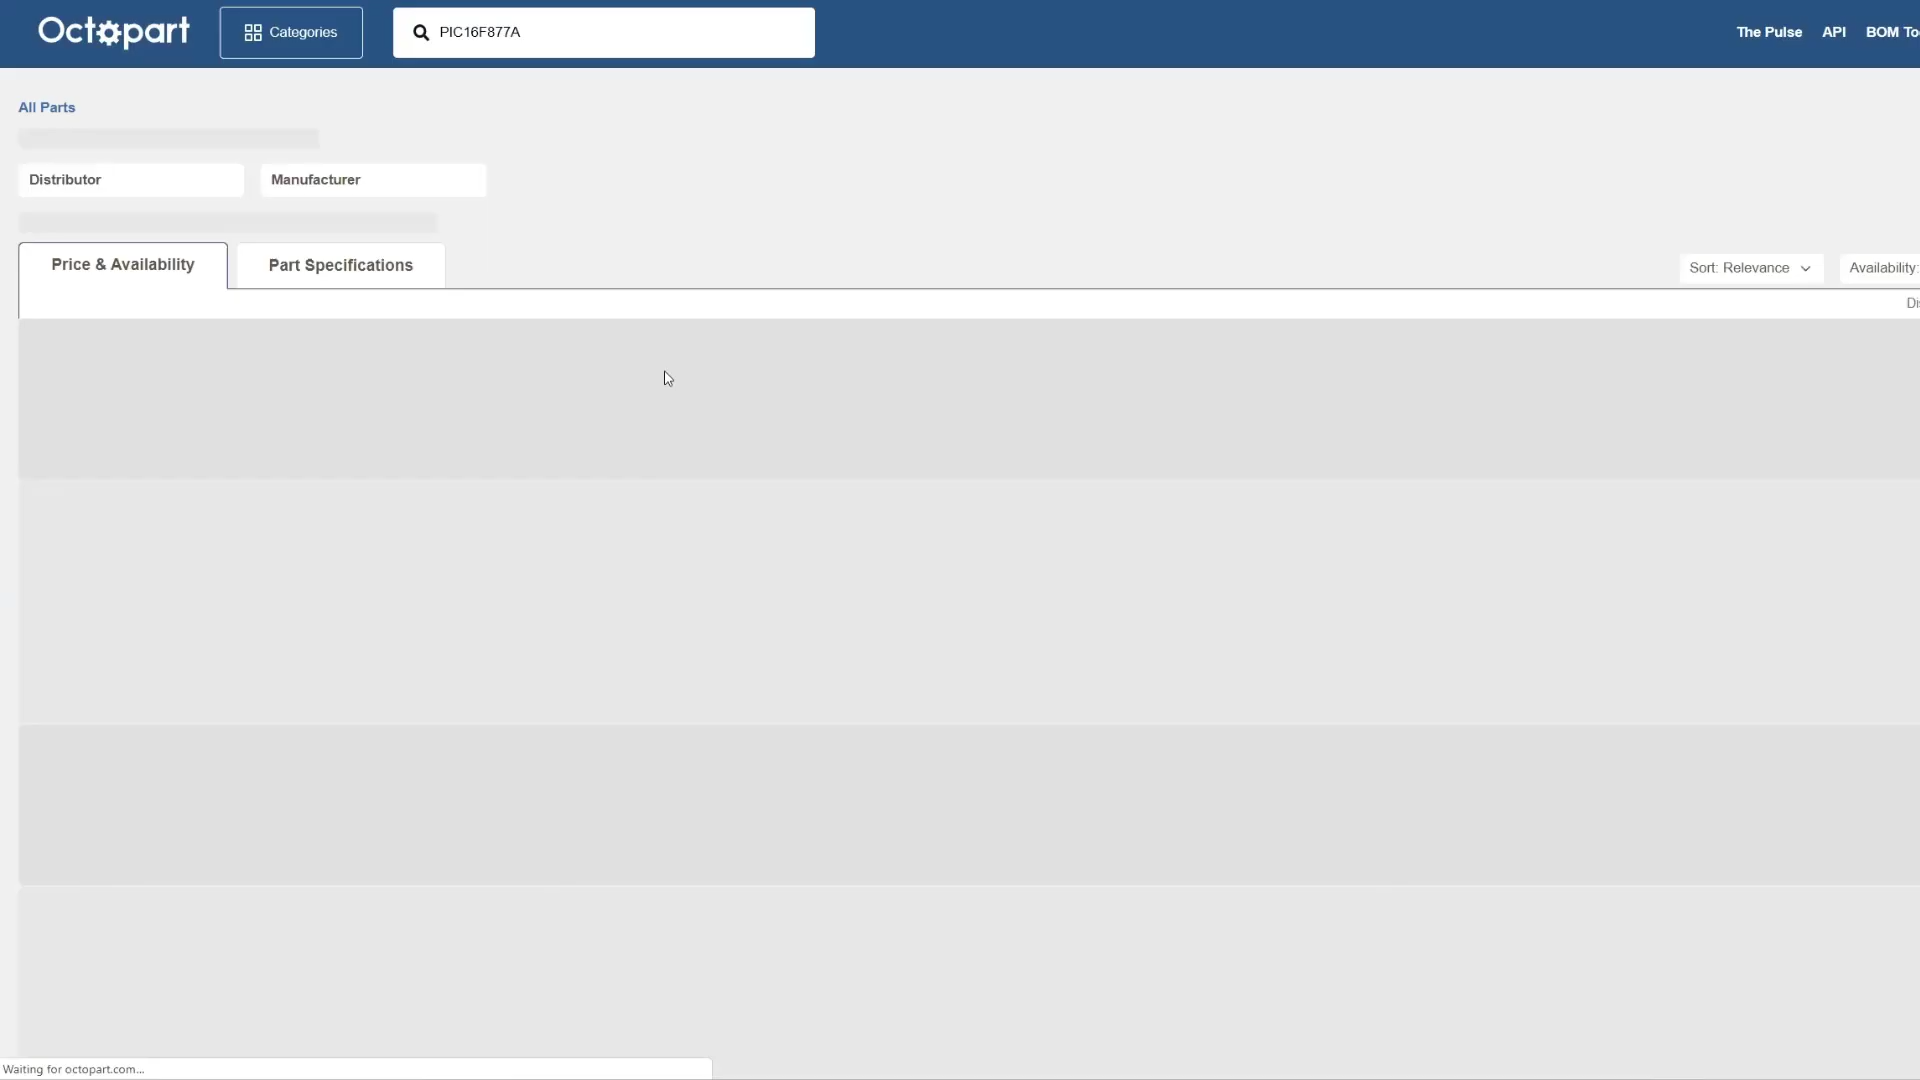 Octopart
Categories
PIC16F877A
The Pulse
API
BOM
All Parts
Distributor
Manufacturer
Price & Availability
Part Specifications
Sort: Relevance
Availability:
Waiting for octopart.com...